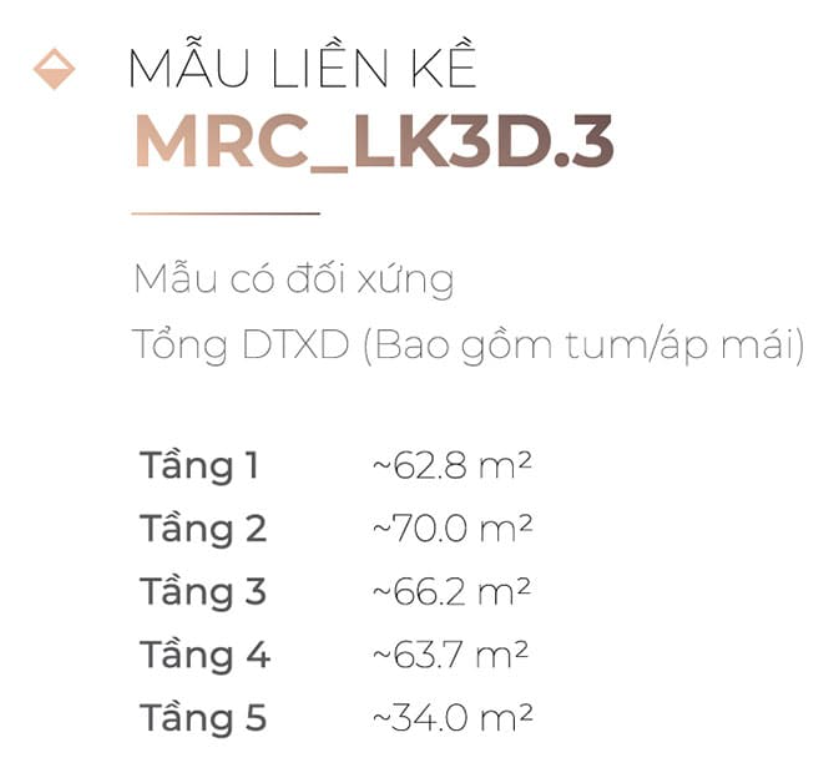 MẪU LIỀN KỀ
MRC_LK3D.3
Mẫu có đối xứng
Tổng DTXD (Bao gồm tum/áp mái)
Tầng 1 ~62.8 m²
Tầng 2 ~70.0 m²
Tầng 3 ~66.2 m²
Tầng 4 ~63.7 m²
Tầng 5 ~34.0 m²